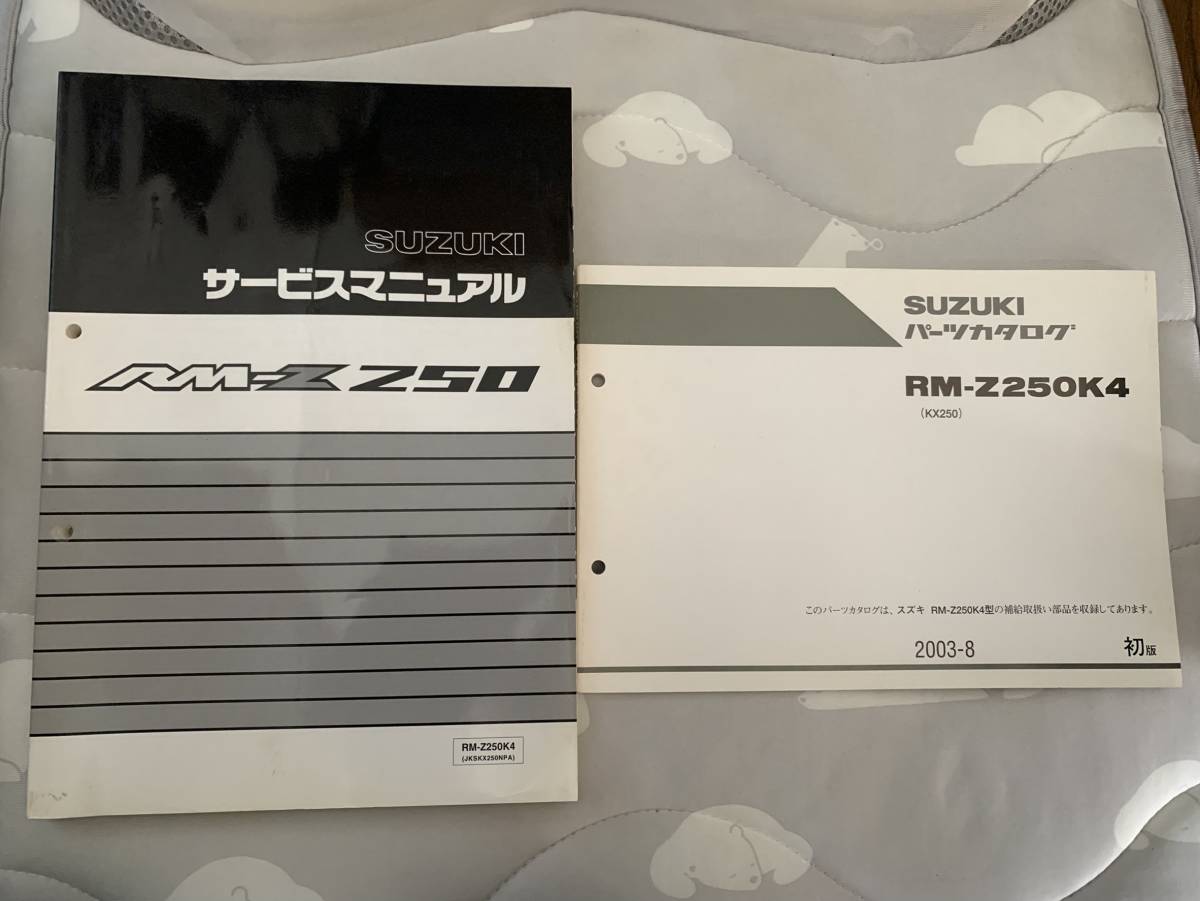 SUZUKI
サービスマニュアル
RM-Z250
RM-Z250K4
(JKSKX250NPA)
SUZUKI
パーツカタログ
RM-Z250K4
(KX250)
このパーツカタログは、スズキ RM-Z250K4型の補給取扱い部品を収録してあります。
2003-8
初版